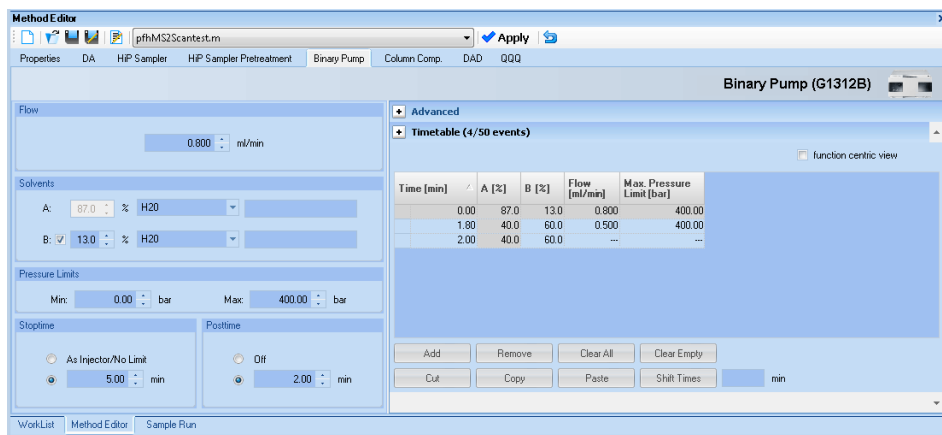 Method Editor
pfhMS2Scantest.m Apply
Properties DA HiP Sampler HiP Sampler Pretreatment Binary Pump Column Comp. DAD QQQ
Binary Pump (G1312B)
Flow
0.800 ml/min
Solvents
A: 87.0 % H20
B: 13.0 % H20
Pressure Limits
Min: 0.00 bar Max: 400.00 bar
Stoptime
As Injector/No Limit
5.00 min
Posttime
Off
2.00 min
+ Advanced
+ Timetable (4/50 events)
function centric view
Time [min] A [%] B [%] Flow [ml/min] Max. Pressure Limit [bar]
0.00 87.0 13.0 0.800 400.00
1.80 40.0 60.0 0.500 400.00
2.00 40.0 60.0 --- ---
Add Remove Clear All Clear Empty
Cut Copy Paste Shift Times min
WorkList Method Editor Sample Run